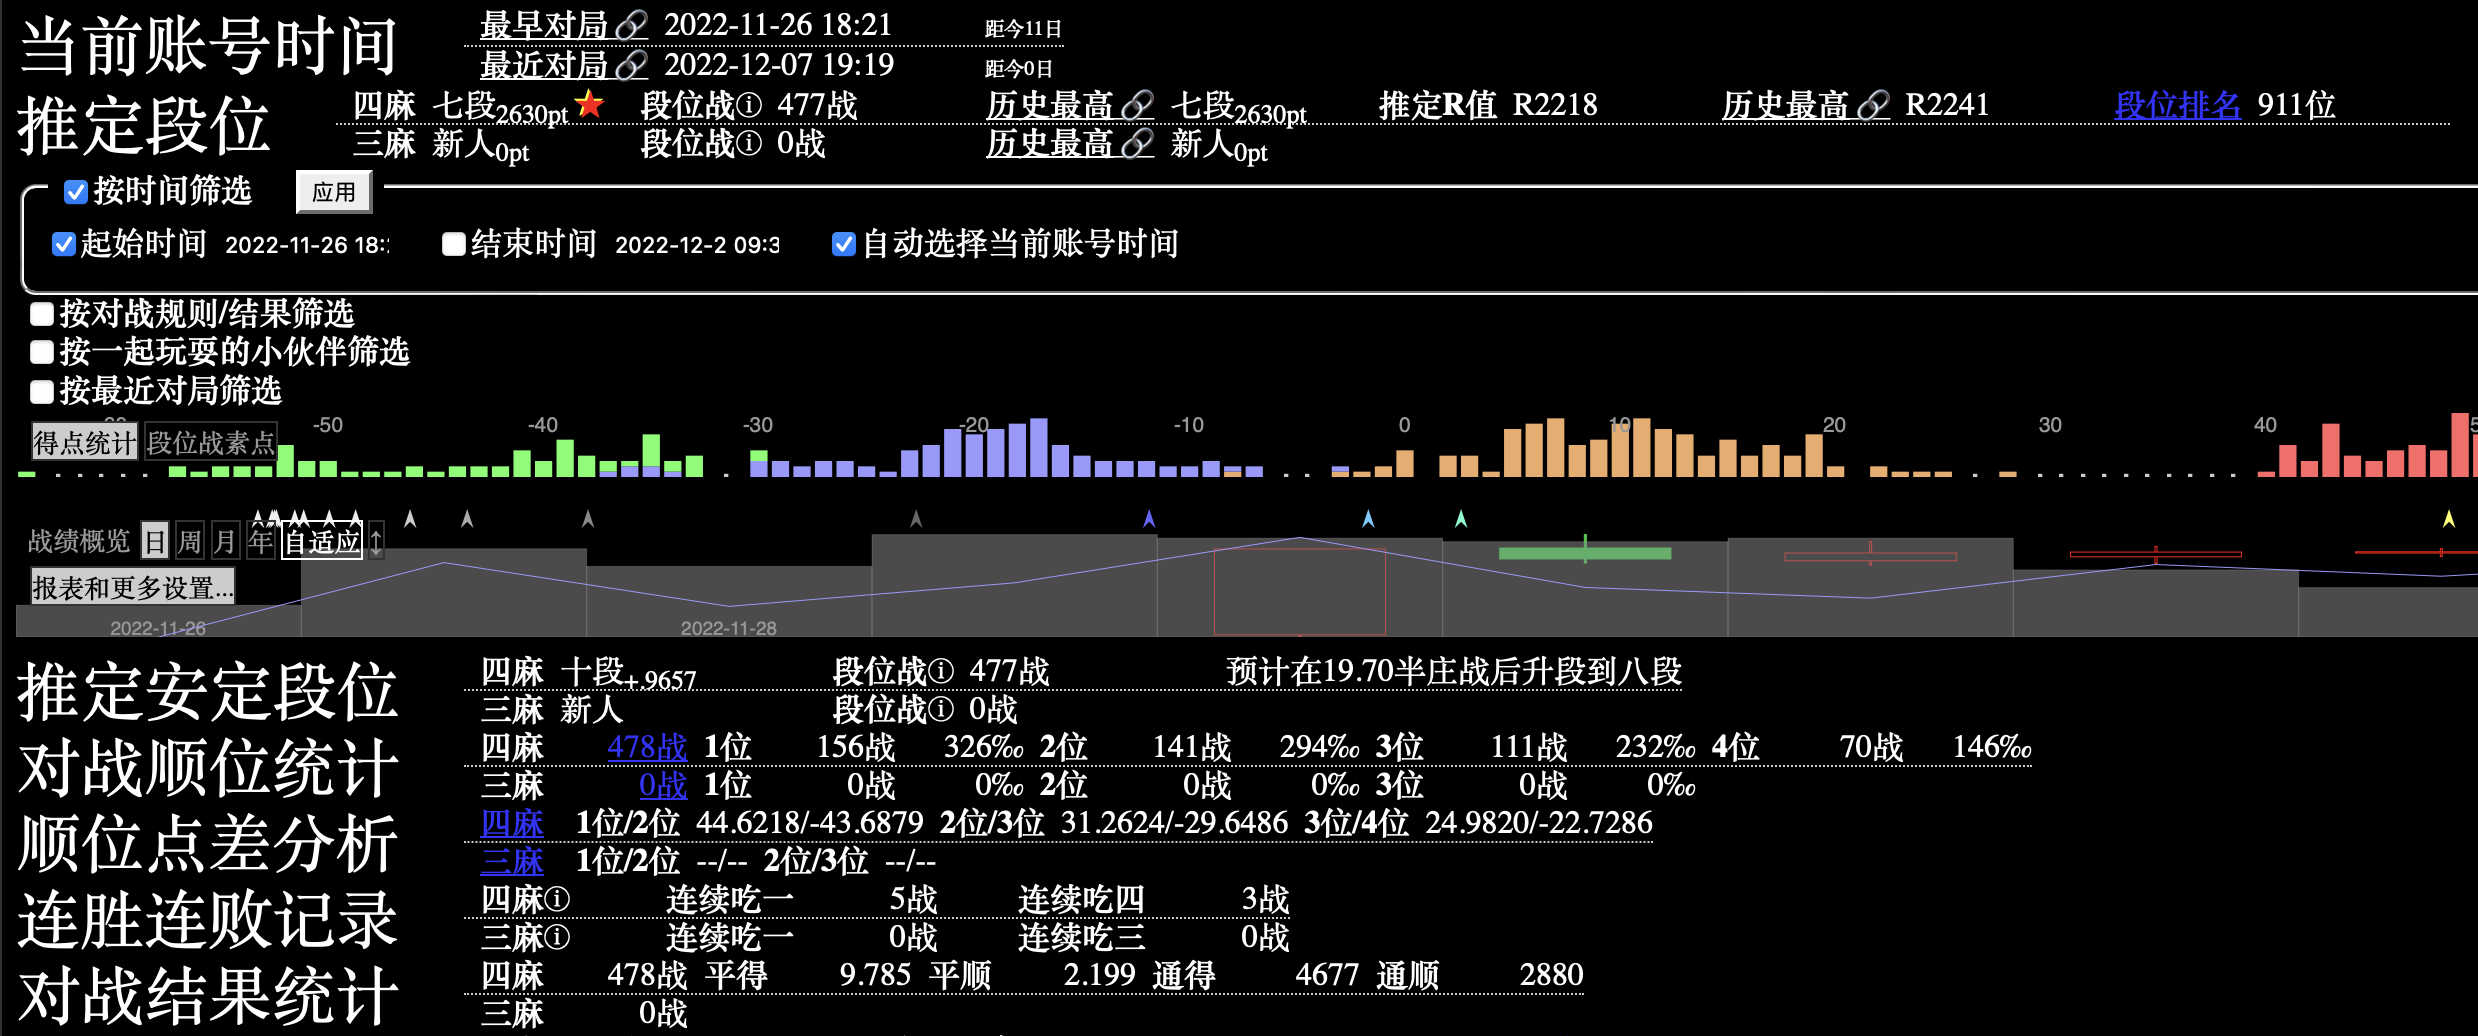 当前账号时间 最早对局🔗 2022-11-26 18:21 距今11日
最近对局🔗 2022-12-07 19:19 距今0日
推定段位 四麻 七段2630pt 段位战ⓘ 477战 历史最高🔗 七段2630pt 推定R值 R2218 历史最高🔗 R2241 段位排名 911位
三麻 新人0pt 段位战ⓘ 0战 历史最高🔗 新人0pt
按时间筛选 应用
起始时间 2022-11-26 18: 结束时间 2022-12-2 09:3 自动选择当前账号时间
按对战规则/结果筛选
按一起玩耍的小伙伴筛选
按最近对局筛选
-50 -40 -30 -20 -10 0 10 20 30 40
得点统计 段位战素点
战绩概览 日 周 月 年 自适应 ↕
报表和更多设置...
2022-11-26 2022-11-28
推定安定段位 四麻 十段+.9657 段位战ⓘ 477战 预计在19.70半庄战后升段到八段
三麻 新人 段位战ⓘ 0战
对战顺位统计 四麻 478战 1位 156战 326‰ 2位 141战 294‰ 3位 111战 232‰ 4位 70战 146‰
三麻 0战 1位 0战 0‰ 2位 0战 0‰ 3位 0战 0‰
顺位点差分析 四麻 1位/2位 44.6218/-43.6879 2位/3位 31.2624/-29.6486 3位/4位 24.9820/-22.7286
三麻 1位/2位 --/-- 2位/3位 --/--
连胜连败记录 四麻ⓘ 连续吃一 5战 连续吃四 3战
三麻ⓘ 连续吃一 0战 连续吃三 0战
对战结果统计 四麻 478战 平得 9.785 平顺 2.199 通得 4677 通顺 2880
三麻 0战